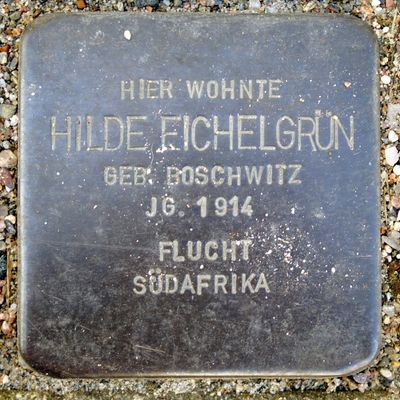 HIER WOHNTE
HILDE EICHELGRÜN
GEB. BOSCHWITZ
JG. 1914
FLUCHT
SÜDAFRIKA